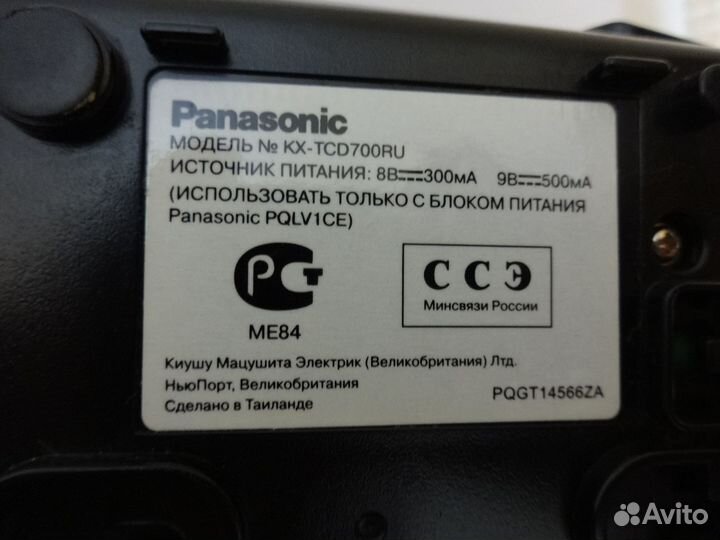 Panasonic
МОДЕЛЬ № KX-TCD700RU
ИСТОЧНИК ПИТАНИЯ: 8В⎓300мА 9В⎓500мА
(ИСПОЛЬЗОВАТЬ ТОЛЬКО С БЛОКОМ ПИТАНИЯ
Panasonic PQLV1CE)
РСТ
ССЭ
Минсвязи России
МЕ84
Киушу Мацушита Электрик (Великобритания) Лтд.
НьюПорт, Великобритания
Сделано в Таиланде
PQGT14566ZA
Avito